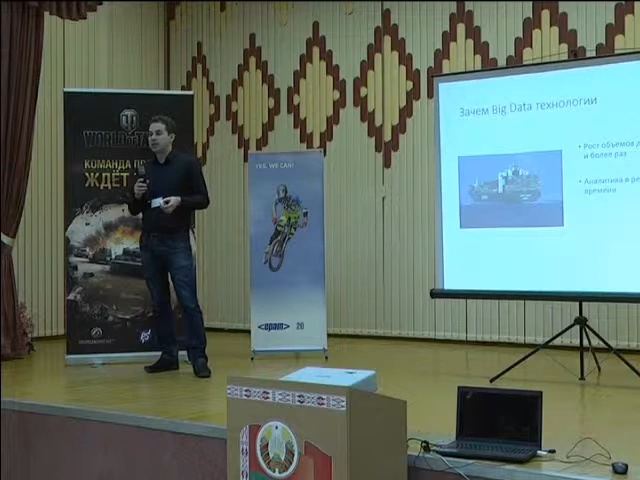 WORLD OF TANKS
КОМАНДА
ЖДЁТ
YES, WE CAN!
<epam> 20
Зачем Big Data технологии
• Рост объемов
и более раз
• Аналитика в
времени